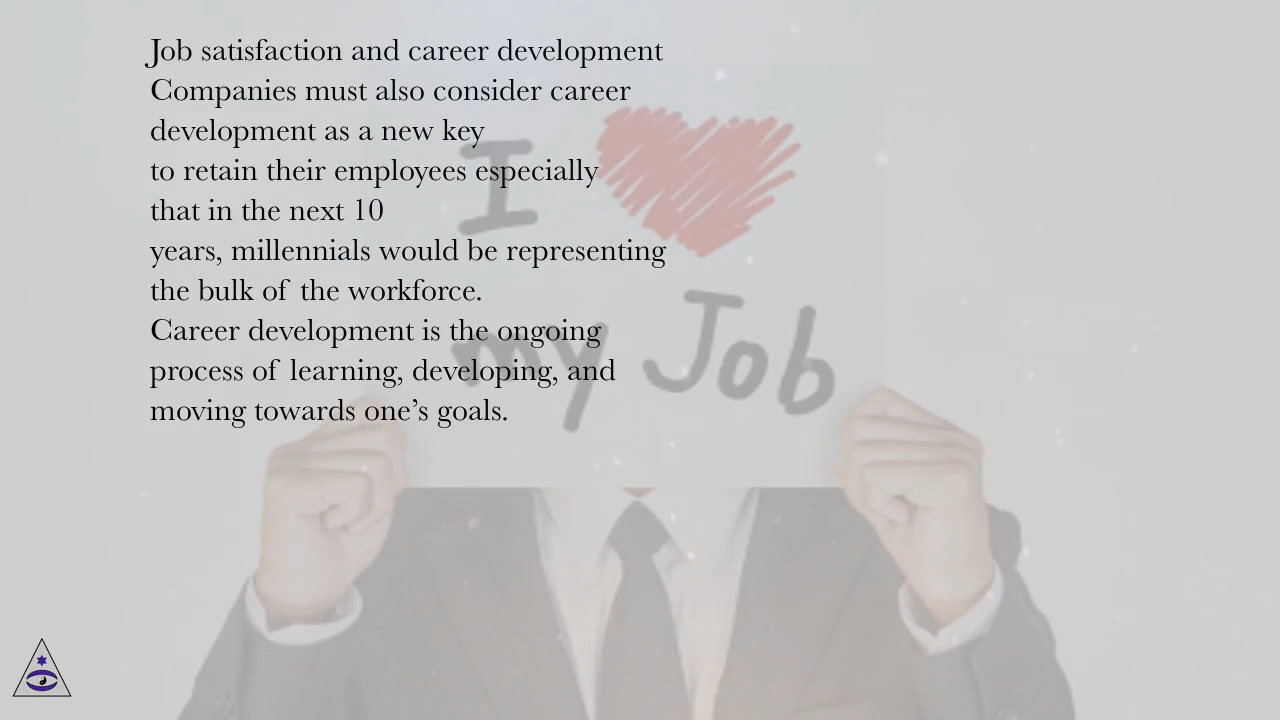 Job satisfaction and career development
Companies must also consider career
development as a new key
to retain their employees especially
that in the next 10
years, millennials would be representing
the bulk of the workforce.
Career development is the ongoing
process of learning, developing, and
moving towards one’s goals.
I
my Job